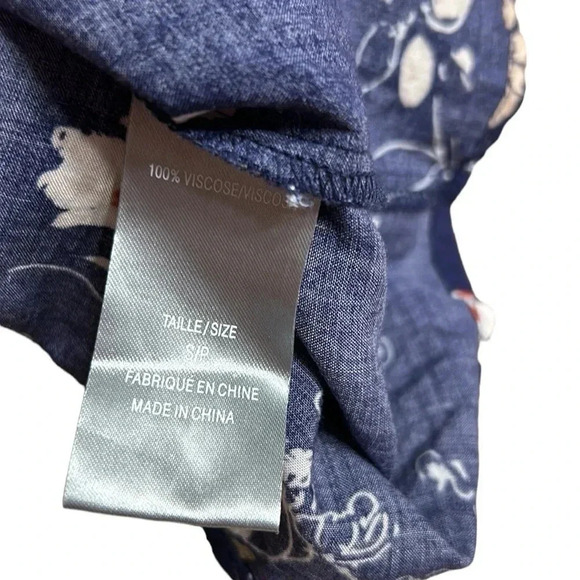 100% VISCOSE/VISCOSE
TAILLE/SIZE
S/P
FABRIQUÉ EN CHINE
MADE IN CHINA